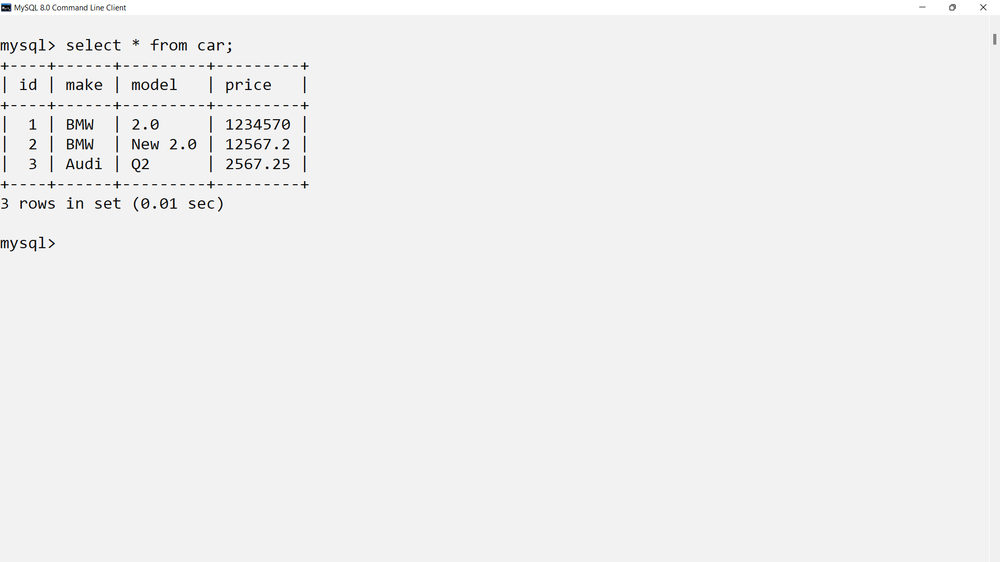 MySQL 8.0 Command Line Client
mysql> select * from car;
+----+------+---------+---------+
| id | make | model   | price   |
+----+------+---------+---------+
|  1 | BMW  | 2.0     | 1234570 |
|  2 | BMW  | New 2.0 | 12567.2 |
|  3 | Audi | Q2      | 2567.25 |
+----+------+---------+---------+
3 rows in set (0.01 sec)
mysql>